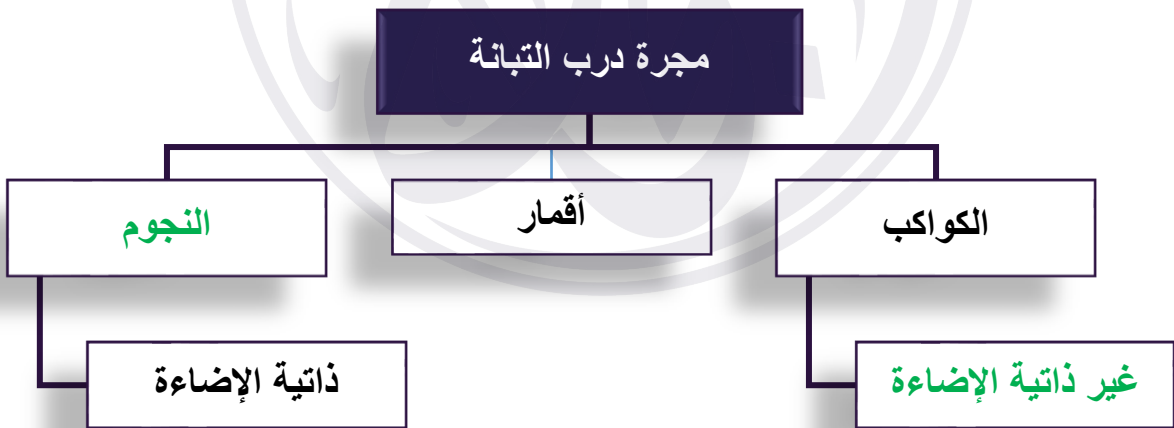 مجرة درب التبانة
الكواكب
أقمار
النجوم
غير ذاتية الإضاءة
ذاتية الإضاءة